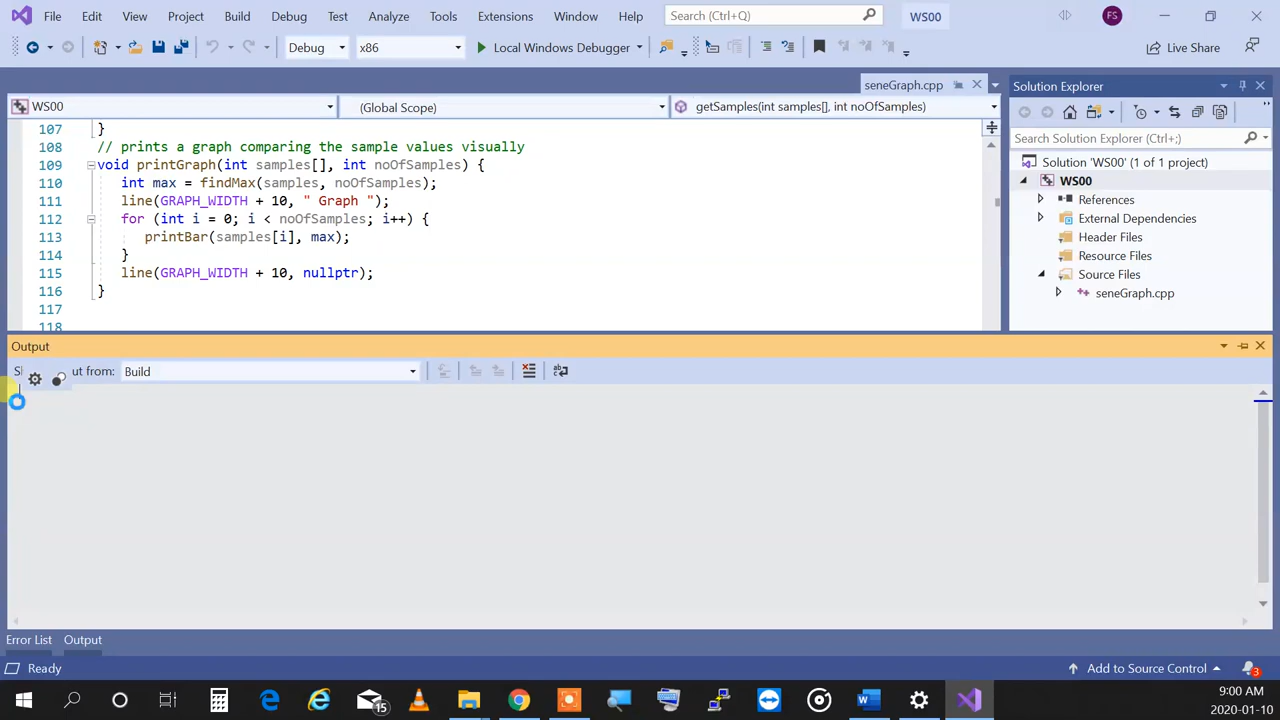 File Edit View Project Build Debug Test Analyze Tools Extensions Window Help Search (Ctrl+Q) WS00 FS
Debug x86 Local Windows Debugger Live Share
seneGraph.cpp Solution Explorer
WS00 (Global Scope) getSamples(int samples[], int noOfSamples)
Search Solution Explorer (Ctrl+;)
Solution 'WS00' (1 of 1 project)
WS00
References
External Dependencies
Header Files
Resource Files
Source Files
seneGraph.cpp
107 }
108 // prints a graph comparing the sample values visually
109 void printGraph(int samples[], int noOfSamples) {
110 int max = findMax(samples, noOfSamples);
111 line(GRAPH_WIDTH + 10, " Graph ");
112 for (int i = 0; i < noOfSamples; i++) {
113 printBar(samples[i], max);
114 }
115 line(GRAPH_WIDTH + 10, nullptr);
116 }
117
118
Output
ut from: Build
Error List Output
Ready Add to Source Control 3
15 9:00 AM
2020-01-10